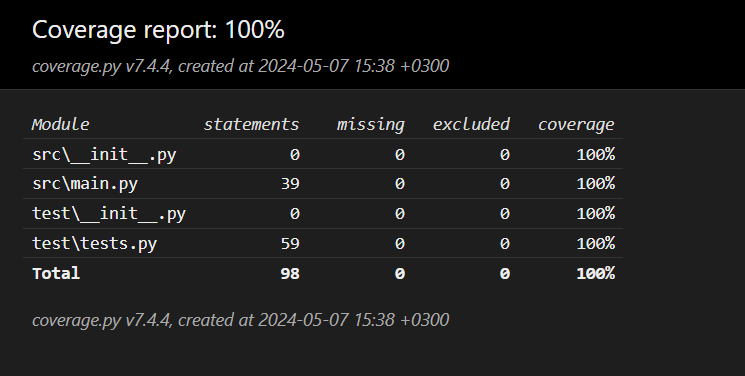 Coverage report: 100%
coverage.py v7.4.4, created at 2024-05-07 15:38 +0300
Module statements missing excluded coverage
src\__init__.py 0 0 0 100%
src\main.py 39 0 0 100%
test\__init__.py 0 0 0 100%
test\tests.py 59 0 0 100%
Total 98 0 0 100%
coverage.py v7.4.4, created at 2024-05-07 15:38 +0300